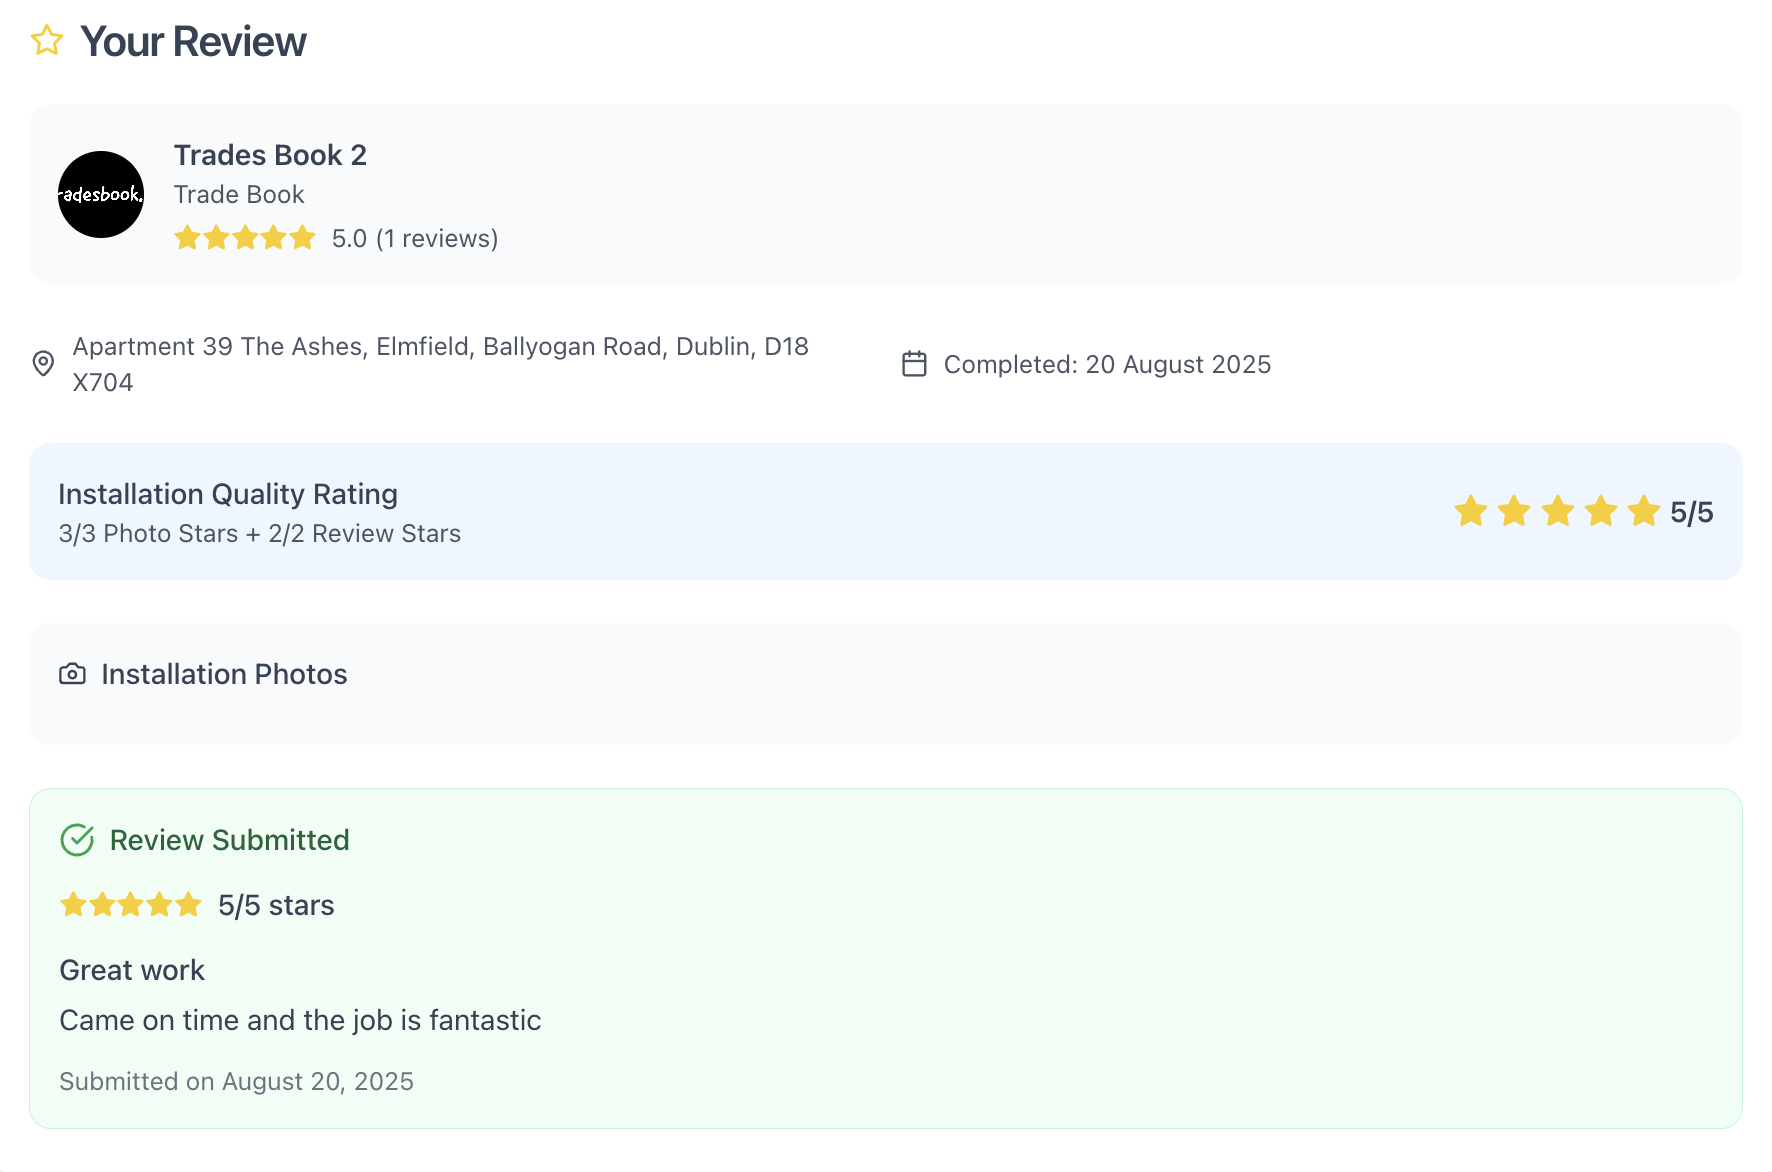 Your Review
radesbook.
Trades Book 2
Trade Book
5.0 (1 reviews)
Apartment 39 The Ashes, Elmfield, Ballyogan Road, Dublin, D18
X704
Completed: 20 August 2025
Installation Quality Rating
3/3 Photo Stars + 2/2 Review Stars
5/5
Installation Photos
Review Submitted
5/5 stars
Great work
Came on time and the job is fantastic
Submitted on August 20, 2025